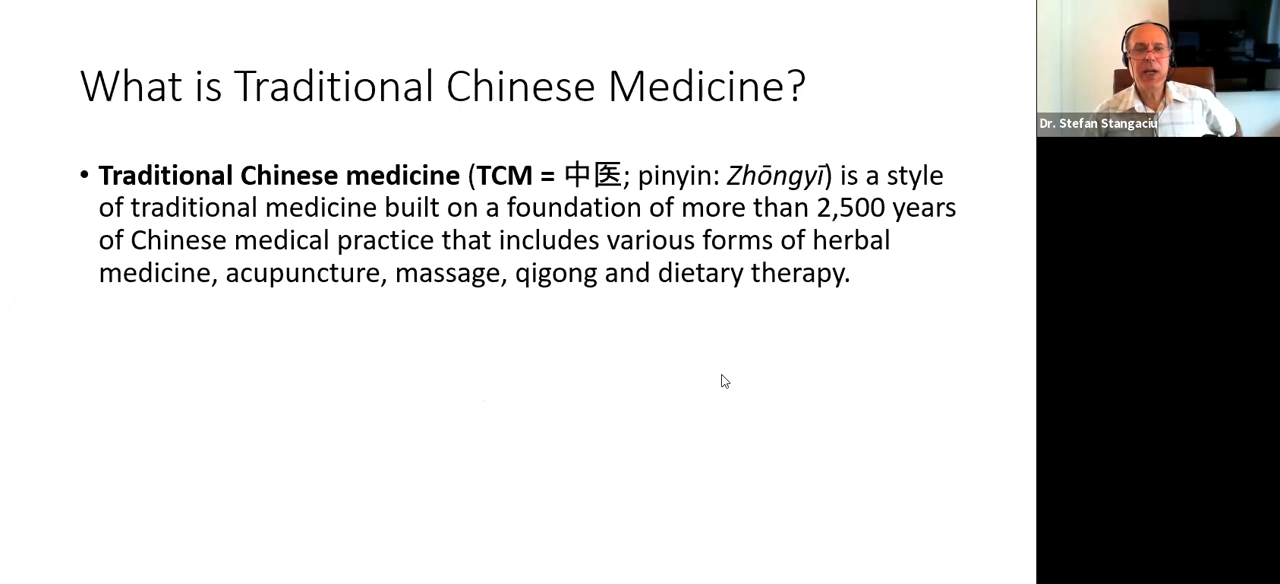 What is Traditional Chinese Medicine?
• Traditional Chinese medicine (TCM = 中医; pinyin: Zhōngyī) is a style
of traditional medicine built on a foundation of more than 2,500 years
of Chinese medical practice that includes various forms of herbal
medicine, acupuncture, massage, qigong and dietary therapy.
Dr. Stefan Stangaciu